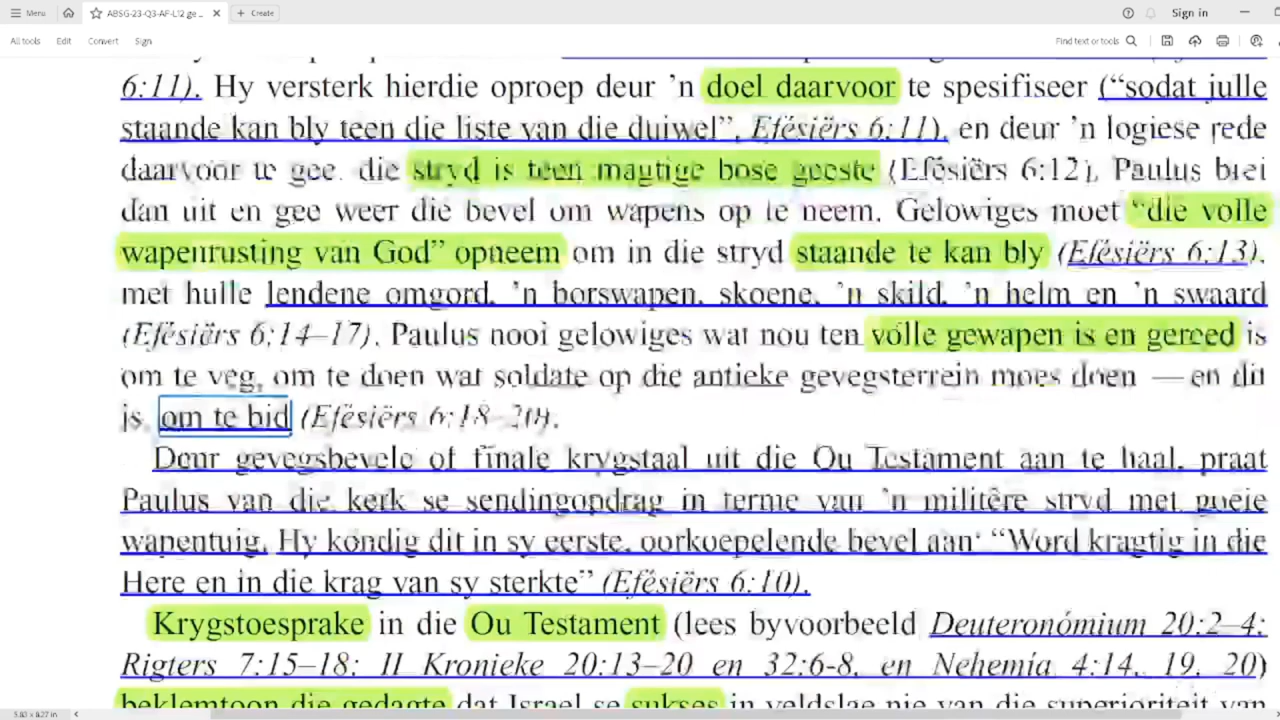 Menu
ABSG-23-Q3-AF-L12 ge ...
Create
Sign in
All tools Edit Convert Sign
Find text or tools
6:11). Hy versterk hierdie oproep deur 'n doel daarvoor te spesifiseer (“sodat julle
staande kan bly teen die liste van die duiwel”, Efésiërs 6:11), en deur 'n logiese rede
daarvoor te gee. die stryd is teen magtige bose geeste (Efésiërs 6:12). Paulus brei
dan uit en gee weer die bevel om wapens op te neem. Gelowiges moet “die volle
wapenrusting van God” opneem om in die stryd staande te kan bly (Efésiërs 6:13),
met hulle lendene omgord, 'n borswapen, skoene, 'n skild, 'n helm en 'n swaard
(Efésiërs 6:14–17). Paulus nooi gelowiges wat nou ten volle gewapen is en gereed is
om te veg, om te doen wat soldate op die antieke gevegsterrein moes doen — en dit
is, om te bid (Efésiërs 6:18–20).
Deur gevegsbevele of finale krygstaal uit die Ou Testament aan te haal, praat
Paulus van die kerk se sendingopdrag in terme van 'n militêre stryd met goeie
wapentuig. Hy kondig dit in sy eerste, oorkoepelende bevel aan: “Word kragtig in die
Here en in die krag van sy sterkte” (Efésiërs 6:10).
Krygstoesprake in die Ou Testament (lees byvoorbeeld Deuteronómium 20:2–4;
Rigters 7:15–18; II Kronieke 20:13–20 en 32:6-8, en Nehemía 4:14, 19, 20)
beklemtoon die gedagte dat Israel se sukses in veldslae nie van die superioriteit van
5.83 x 8.27 in